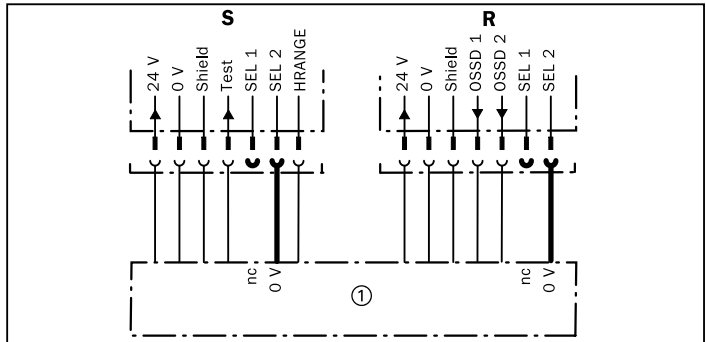 S
R
24 V
0 V
Shield
Test
SEL 1
SEL 2
HRANGE
24 V
0 V
Shield
OSSD 1
OSSD 2
SEL 1
SEL 2
nc
0 V
nc
0 V
①